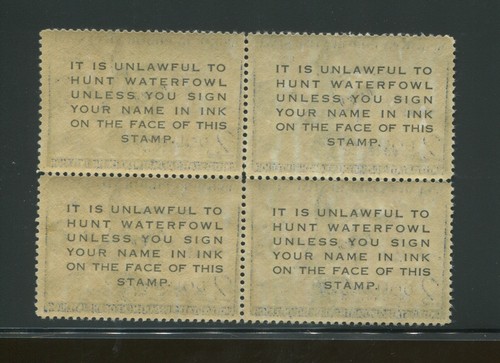 IT IS UNLAWFUL TO
HUNT WATERFOWL
UNLESS YOU SIGN
YOUR NAME IN INK
ON THE FACE OF THIS
STAMP.
IT IS UNLAWFUL TO
HUNT WATERFOWL
UNLESS YOU SIGN
YOUR NAME IN INK
ON THE FACE OF THIS
STAMP.
IT IS UNLAWFUL TO
HUNT WATERFOWL
UNLESS YOU SIGN
YOUR NAME IN INK
ON THE FACE OF THIS
STAMP.
IT IS UNLAWFUL TO
HUNT WATERFOWL
UNLESS YOU SIGN
YOUR NAME IN INK
ON THE FACE OF THIS
STAMP.